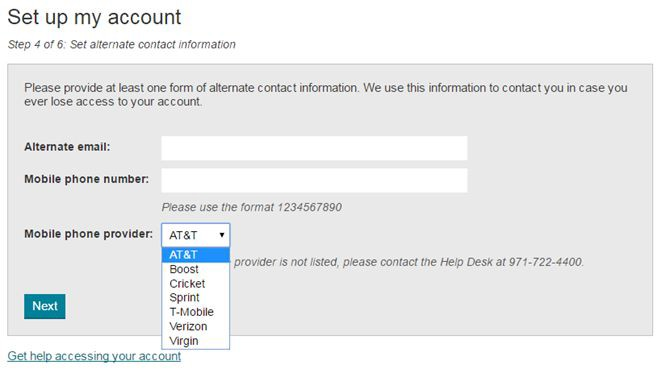 Set up my account
Step 4 of 6: Set alternate contact information
Please provide at least one form of alternate contact information. We use this information to contact you in case you
ever lose access to your account.
Alternate email:
Mobile phone number:
Please use the format 1234567890
Mobile phone provider:
AT&T
AT&T
provider is not listed, please contact the Help Desk at 971-722-4400.
Boost
Cricket
Sprint
T-Mobile
Verizon
Virgin
Next
Get help accessing your account